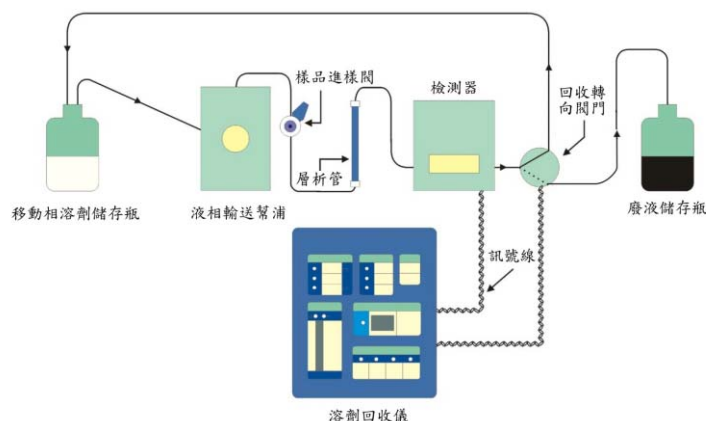 樣品進樣閥
檢測器
回收轉
向閥門
層析管
移動相溶劑儲存瓶
液相輸送幫浦
廢液儲存瓶
訊號線
溶劑回收儀